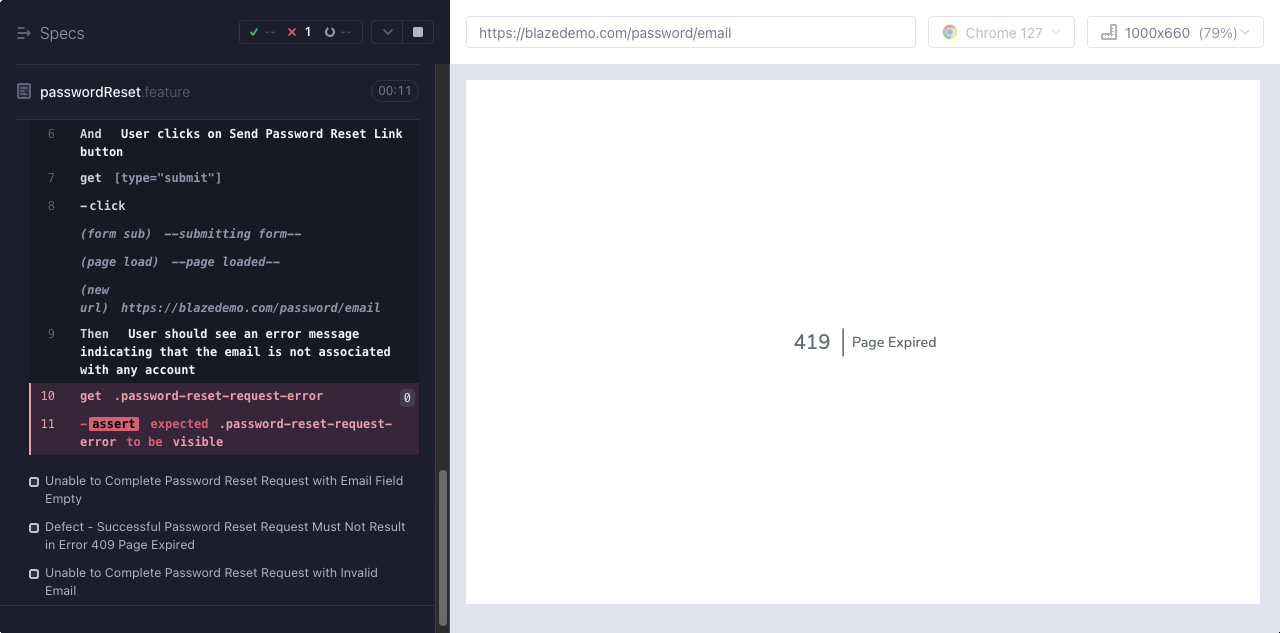 Specs
-- 1 --
https://blazedemo.com/password/email
Chrome 127
1000x660 (79%)
passwordReset.feature
00:11
6 And User clicks on Send Password Reset Link
button
7 get [type="submit"]
8 -click
(form sub) --submitting form--
(page load) --page loaded--
(new
url) https://blazedemo.com/password/email
9 Then User should see an error message
indicating that the email is not associated
with any account
10 get .password-reset-request-error 0
11 -assert expected .password-reset-request-
error to be visible
Unable to Complete Password Reset Request with Email Field
Empty
Defect - Successful Password Reset Request Must Not Result
in Error 409 Page Expired
Unable to Complete Password Reset Request with Invalid
Email
419 Page Expired